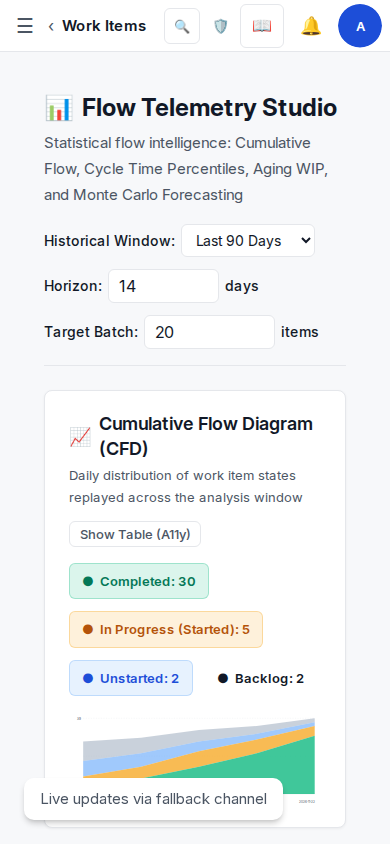 Work Items
A
Flow Telemetry Studio
Statistical flow intelligence: Cumulative
Flow, Cycle Time Percentiles, Aging WIP,
and Monte Carlo Forecasting
Historical Window: Last 90 Days
Horizon: 14 days
Target Batch: 20 items
Cumulative Flow Diagram
(CFD)
Daily distribution of work item states
replayed across the analysis window
Show Table (A11y)
Completed: 30
In Progress (Started): 5
Unstarted: 2
Backlog: 2
Live updates via fallback channel